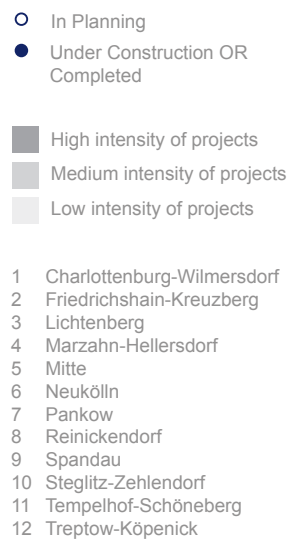 In Planning
Under Construction OR
Completed
High intensity of projects
Medium intensity of projects
Low intensity of projects
1 Charlottenburg-Wilmersdorf
2 Friedrichshain-Kreuzberg
3 Lichtenberg
4 Marzahn-Hellersdorf
5 Mitte
6 Neukölln
7 Pankow
8 Reinickendorf
9 Spandau
10 Steglitz-Zehlendorf
11 Tempelhof-Schöneberg
12 Treptow-Köpenick